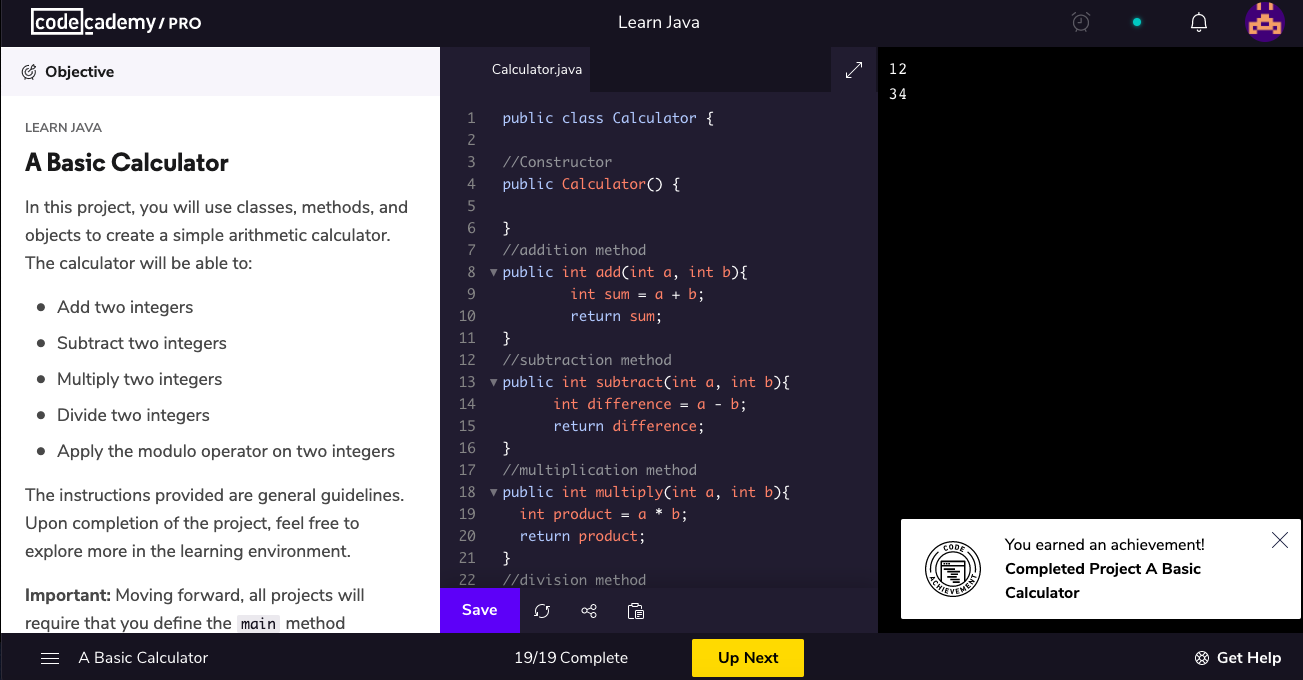 codecademy/PRO
Learn Java
Objective
LEARN JAVA
A Basic Calculator
In this project, you will use classes, methods, and
objects to create a simple arithmetic calculator.
The calculator will be able to:
Add two integers
Subtract two integers
Multiply two integers
Divide two integers
Apply the modulo operator on two integers
The instructions provided are general guidelines.
Upon completion of the project, feel free to
explore more in the learning environment.
Important: Moving forward, all projects will
require that you define the main method
Calculator.java
1 public class Calculator {
2
3 //Constructor
4 public Calculator() {
5
6 }
7 //addition method
8 public int add(int a, int b){
9 int sum = a + b;
10 return sum;
11 }
12 //subtraction method
13 public int subtract(int a, int b){
14 int difference = a - b;
15 return difference;
16 }
17 //multiplication method
18 public int multiply(int a, int b){
19 int product = a * b;
20 return product;
21 }
22 //division method
Save
12
34
CODE ACHIEVEMENT
You earned an achievement!
Completed Project A Basic
Calculator
A Basic Calculator
19/19 Complete
Up Next
Get Help